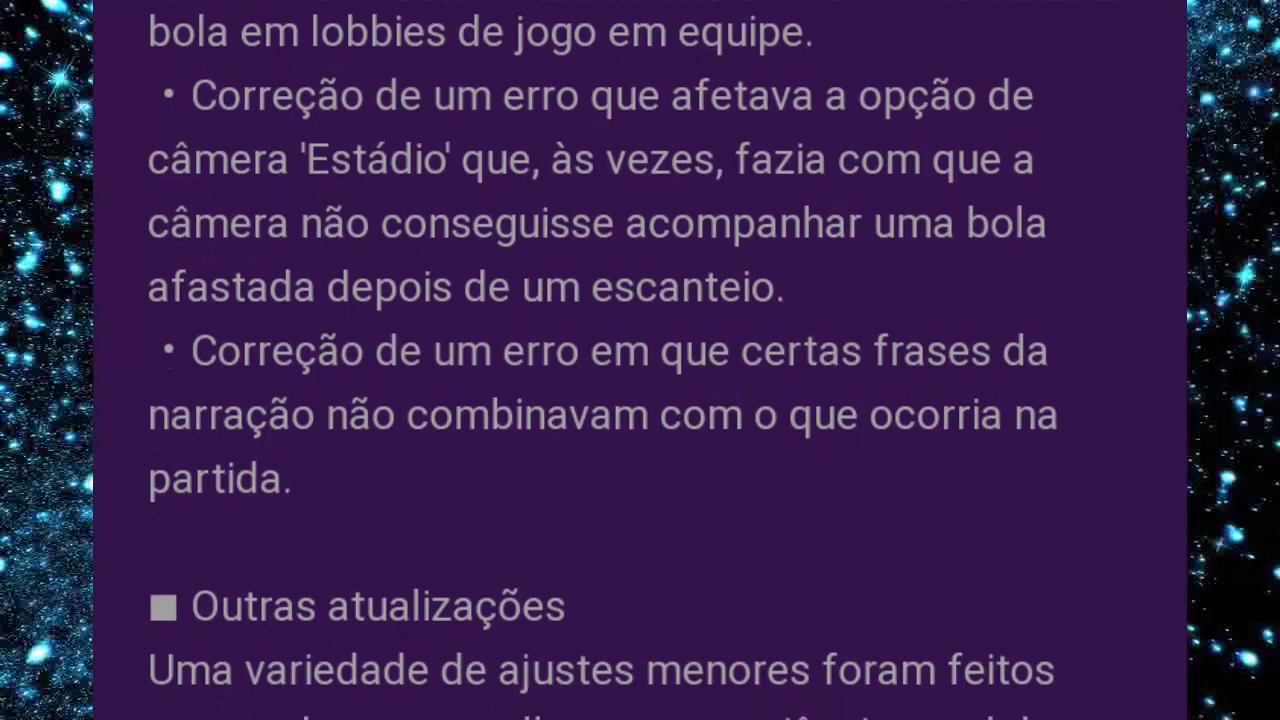 bola em lobbies de jogo em equipe.
• Correção de um erro que afetava a opção de
câmera 'Estádio' que, às vezes, fazia com que a
câmera não conseguisse acompanhar uma bola
afastada depois de um escanteio.
• Correção de um erro em que certas frases da
narração não combinavam com o que ocorria na
partida.
■ Outras atualizações
Uma variedade de ajustes menores foram feitos